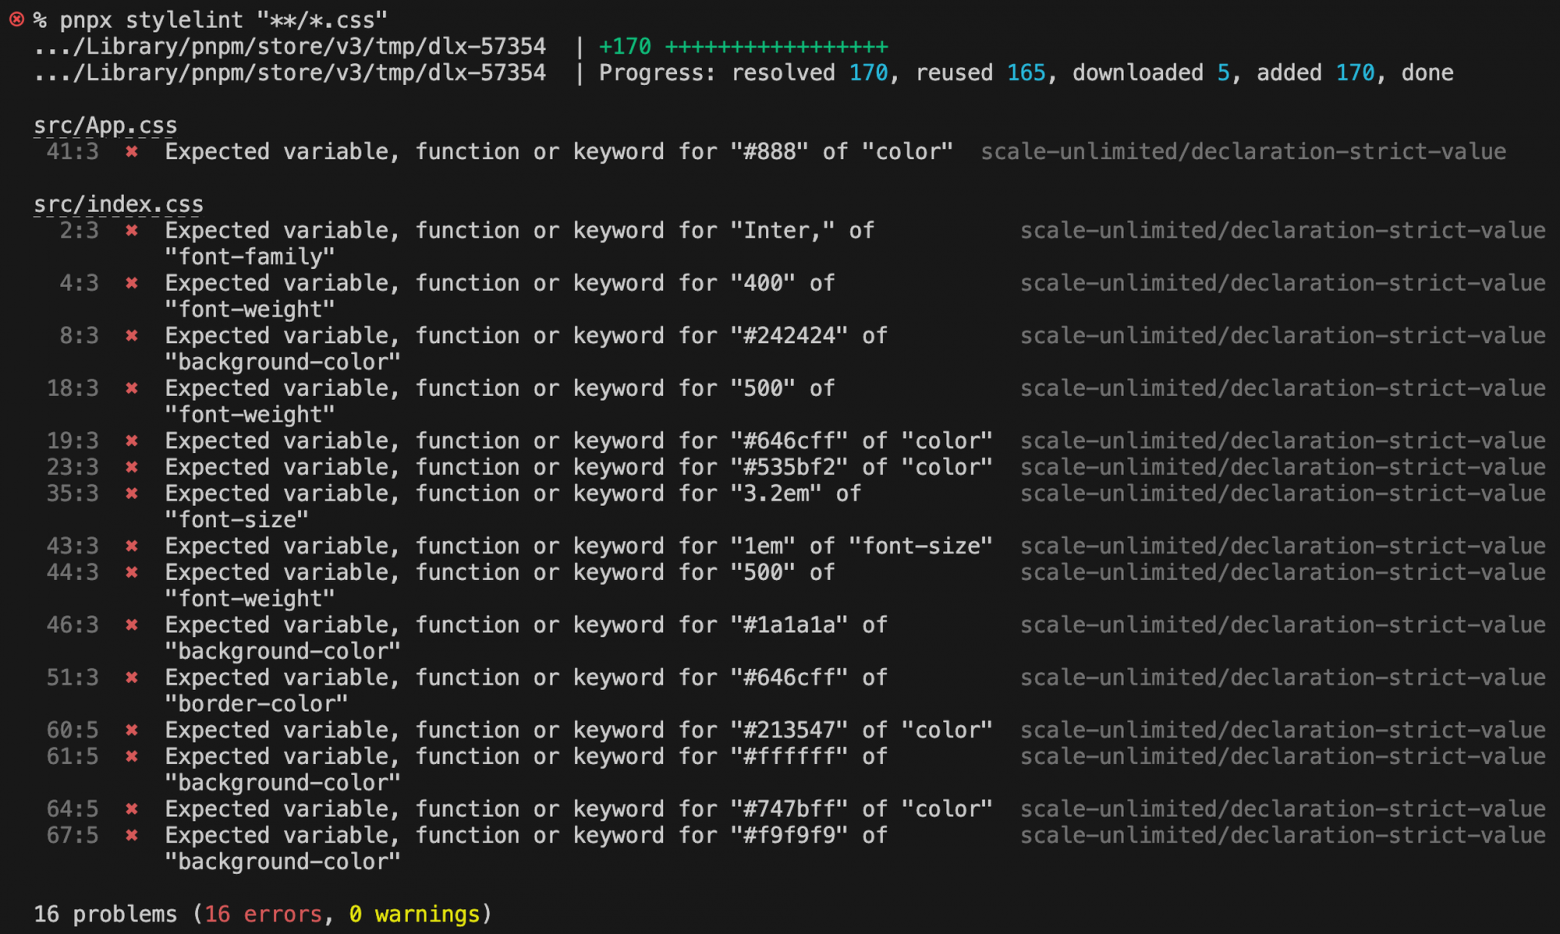 % pnpx stylelint "**/*.css"
.../Library/pnpm/store/v3/tmp/dlx-57354 | +170 +++++++++++++++++
.../Library/pnpm/store/v3/tmp/dlx-57354 | Progress: resolved 170, reused 165, downloaded 5, added 170, done
src/App.css
41:3 ✖ Expected variable, function or keyword for "#888" of "color" scale-unlimited/declaration-strict-value
src/index.css
2:3 ✖ Expected variable, function or keyword for "Inter," of scale-unlimited/declaration-strict-value
"font-family"
4:3 ✖ Expected variable, function or keyword for "400" of scale-unlimited/declaration-strict-value
"font-weight"
8:3 ✖ Expected variable, function or keyword for "#242424" of scale-unlimited/declaration-strict-value
"background-color"
18:3 ✖ Expected variable, function or keyword for "500" of scale-unlimited/declaration-strict-value
"font-weight"
19:3 ✖ Expected variable, function or keyword for "#646cff" of "color" scale-unlimited/declaration-strict-value
23:3 ✖ Expected variable, function or keyword for "#535bf2" of "color" scale-unlimited/declaration-strict-value
35:3 ✖ Expected variable, function or keyword for "3.2em" of scale-unlimited/declaration-strict-value
"font-size"
43:3 ✖ Expected variable, function or keyword for "1em" of "font-size" scale-unlimited/declaration-strict-value
44:3 ✖ Expected variable, function or keyword for "500" of scale-unlimited/declaration-strict-value
"font-weight"
46:3 ✖ Expected variable, function or keyword for "#1a1a1a" of scale-unlimited/declaration-strict-value
"background-color"
51:3 ✖ Expected variable, function or keyword for "#646cff" of scale-unlimited/declaration-strict-value
"border-color"
60:5 ✖ Expected variable, function or keyword for "#213547" of "color" scale-unlimited/declaration-strict-value
61:5 ✖ Expected variable, function or keyword for "#ffffff" of scale-unlimited/declaration-strict-value
"background-color"
64:5 ✖ Expected variable, function or keyword for "#747bff" of "color" scale-unlimited/declaration-strict-value
67:5 ✖ Expected variable, function or keyword for "#f9f9f9" of scale-unlimited/declaration-strict-value
"background-color"
16 problems (16 errors, 0 warnings)